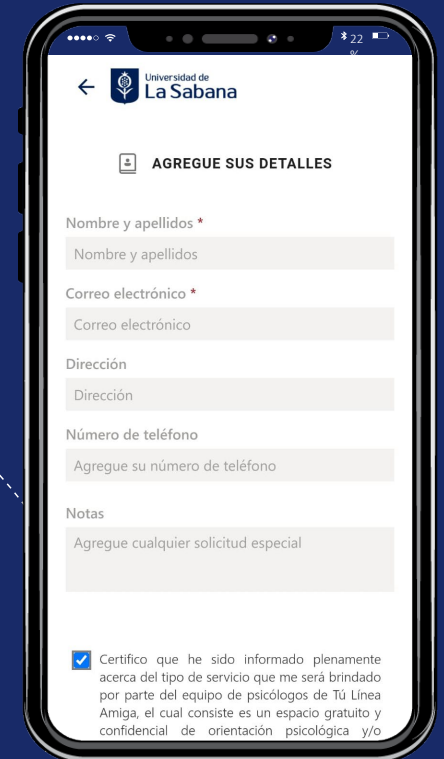 22
%
Universidad de
La Sabana
AGREGUE SUS DETALLES
Nombre y apellidos *
Nombre y apellidos
Correo electrónico *
Correo electrónico
Dirección
Dirección
Número de teléfono
Agregue su número de teléfono
Notas
Agregue cualquier solicitud especial
Certifico que he sido informado plenamente
acerca del tipo de servicio que me será brindado
por parte del equipo de psicólogos de Tú Línea
Amiga, el cual consiste es un espacio gratuito y
confidencial de orientación psicológica y/o